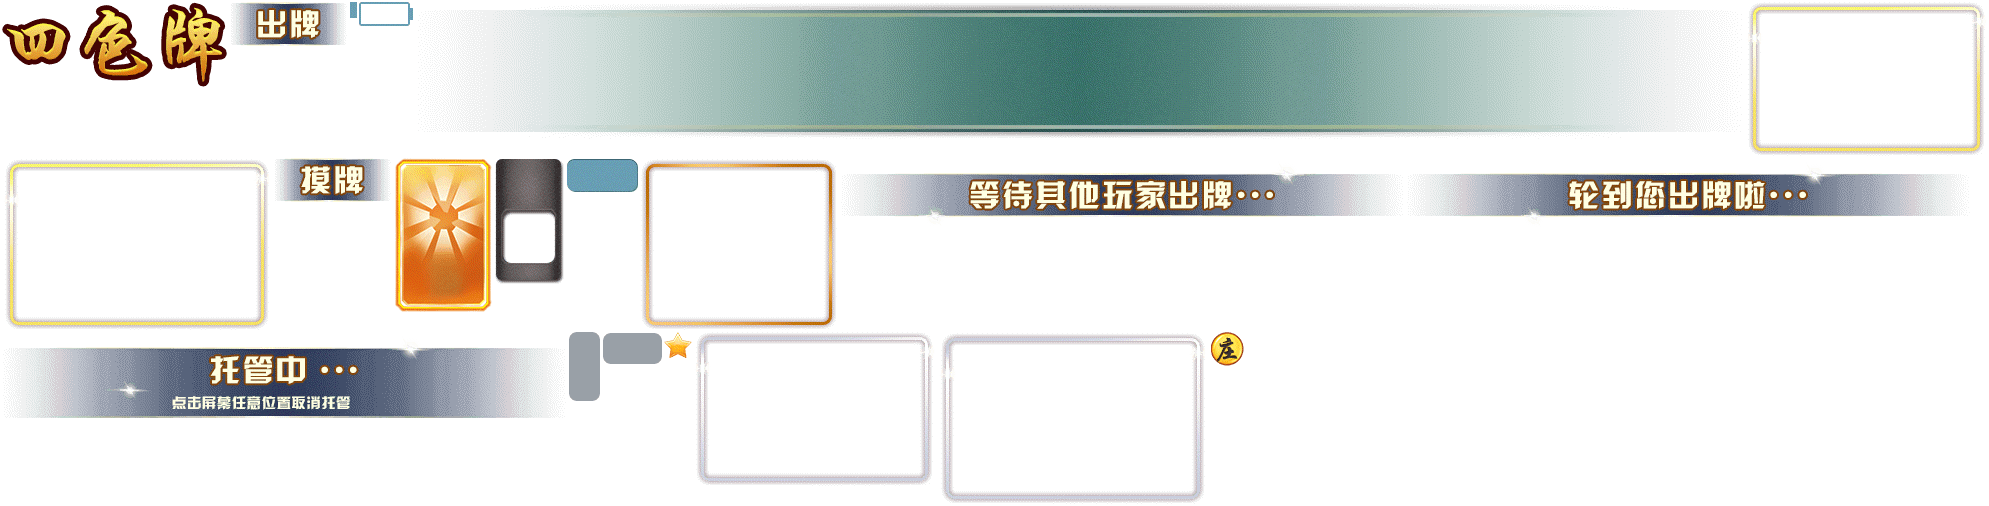 四色牌
出牌
摸牌
等待其他玩家出牌···
轮到您出牌啦···
托管中 ···
点击屏幕任意位置取消托管
庄